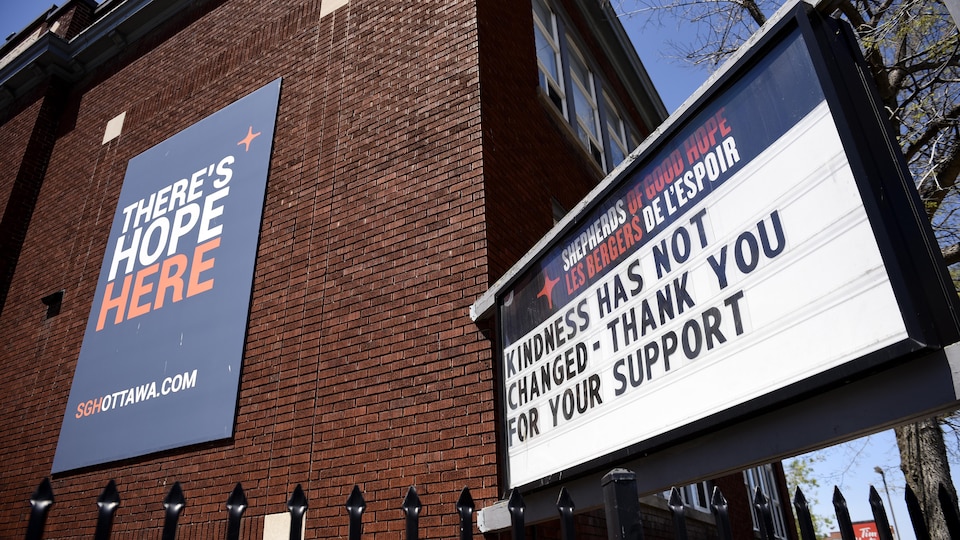 THERE'S
HOPE
HERE
SGHOTTAWA.COM
SHEPHERDS OF GOOD HOPE
LES BERGERS DE L'ESPOIR
KINDNESS HAS NOT
CHANGED - THANK YOU
FOR YOUR SUPPORT
Tim